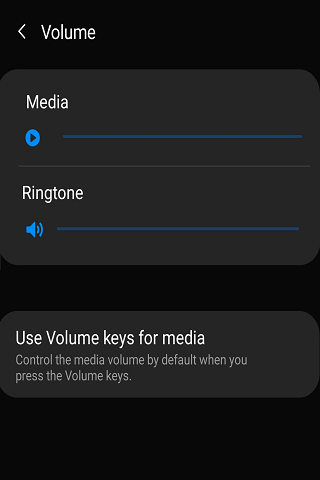 Volume
Media
Ringtone
Use Volume keys for media
Control the media volume by default when you
press the Volume keys.